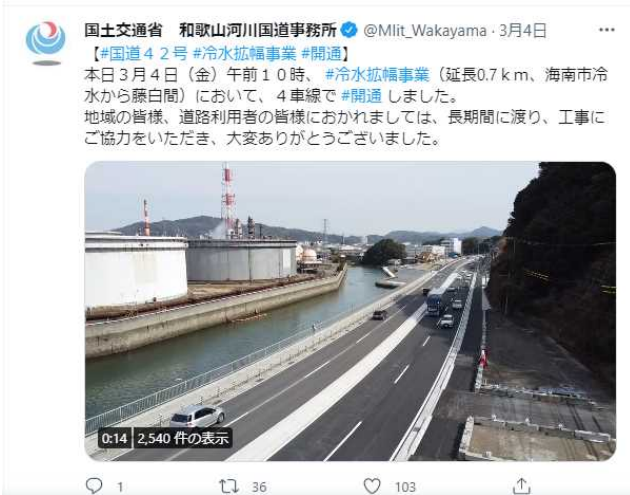 国土交通省　和歌山河川国道事務所 @Mlit_Wakayama · 3月4日
【#国道４２号 #冷水拡幅事業 #開通】
本日３月４日（金）午前１０時、 #冷水拡幅事業（延長0.7ｋｍ、海南市冷
水から藤白間）において、４車線で #開通 しました。
地域の皆様、道路利用者の皆様におかれましては、長期間に渡り、工事に
ご協力をいただき、大変ありがとうございました。
0:14 2,540 件の表示
1 36 103